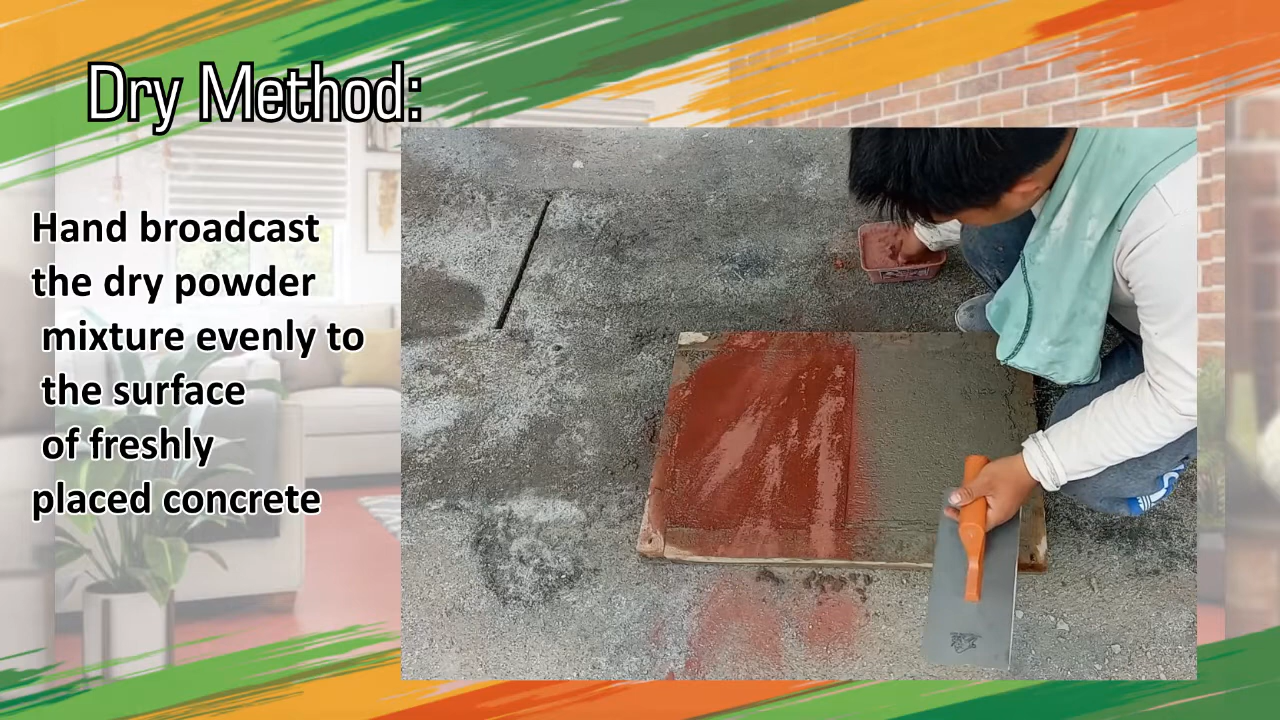 Dry Method:
Hand broadcast
the dry powder
mixture evenly to
the surface
of freshly
placed concrete